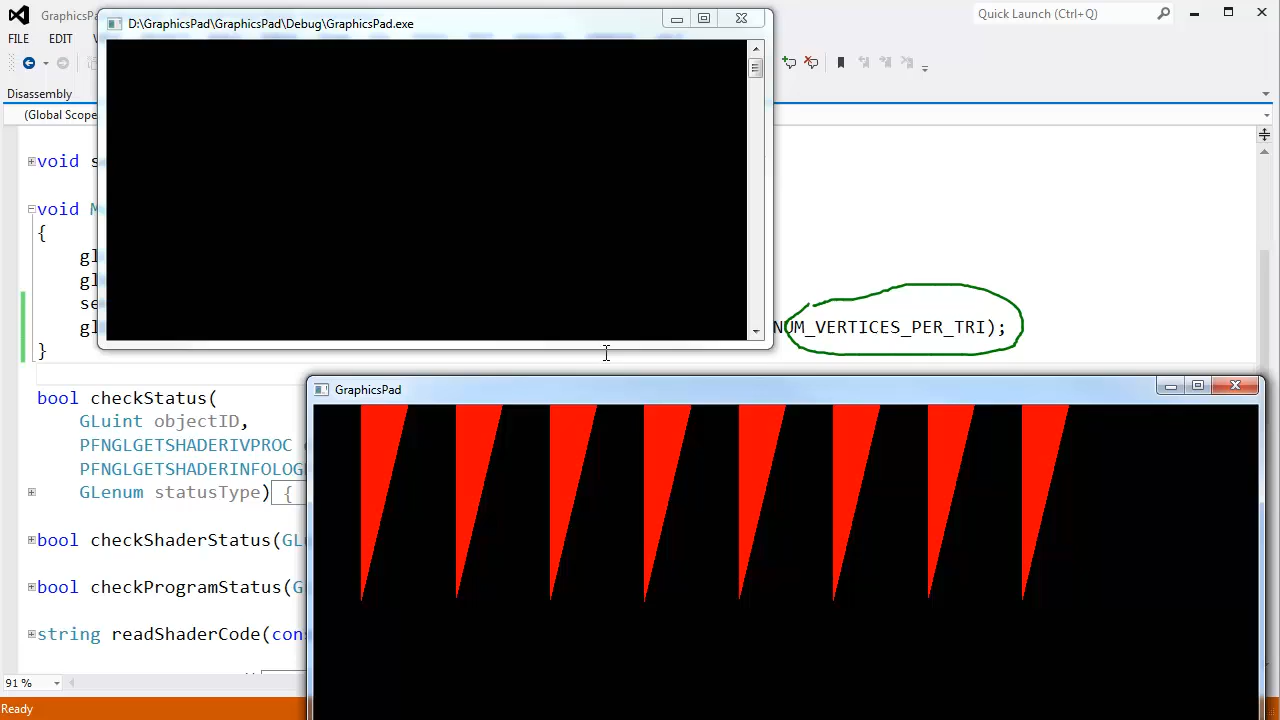 GraphicsPad
Quick Launch (Ctrl+Q)
D:\GraphicsPad\GraphicsPad\Debug\GraphicsPad.exe
FILE EDIT
Disassembly
(Global Scope
void s
void M
{
gl
gl
se
gl NUM_VERTICES_PER_TRI);
}
bool checkStatus(
GLuint objectID,
PFNGLGETSHADERIVPROC
PFNGLGETSHADERINFOLOG
GLenum statusType) {
bool checkShaderStatus(GL
bool checkProgramStatus(G
string readShaderCode(con
91 %
Ready
GraphicsPad